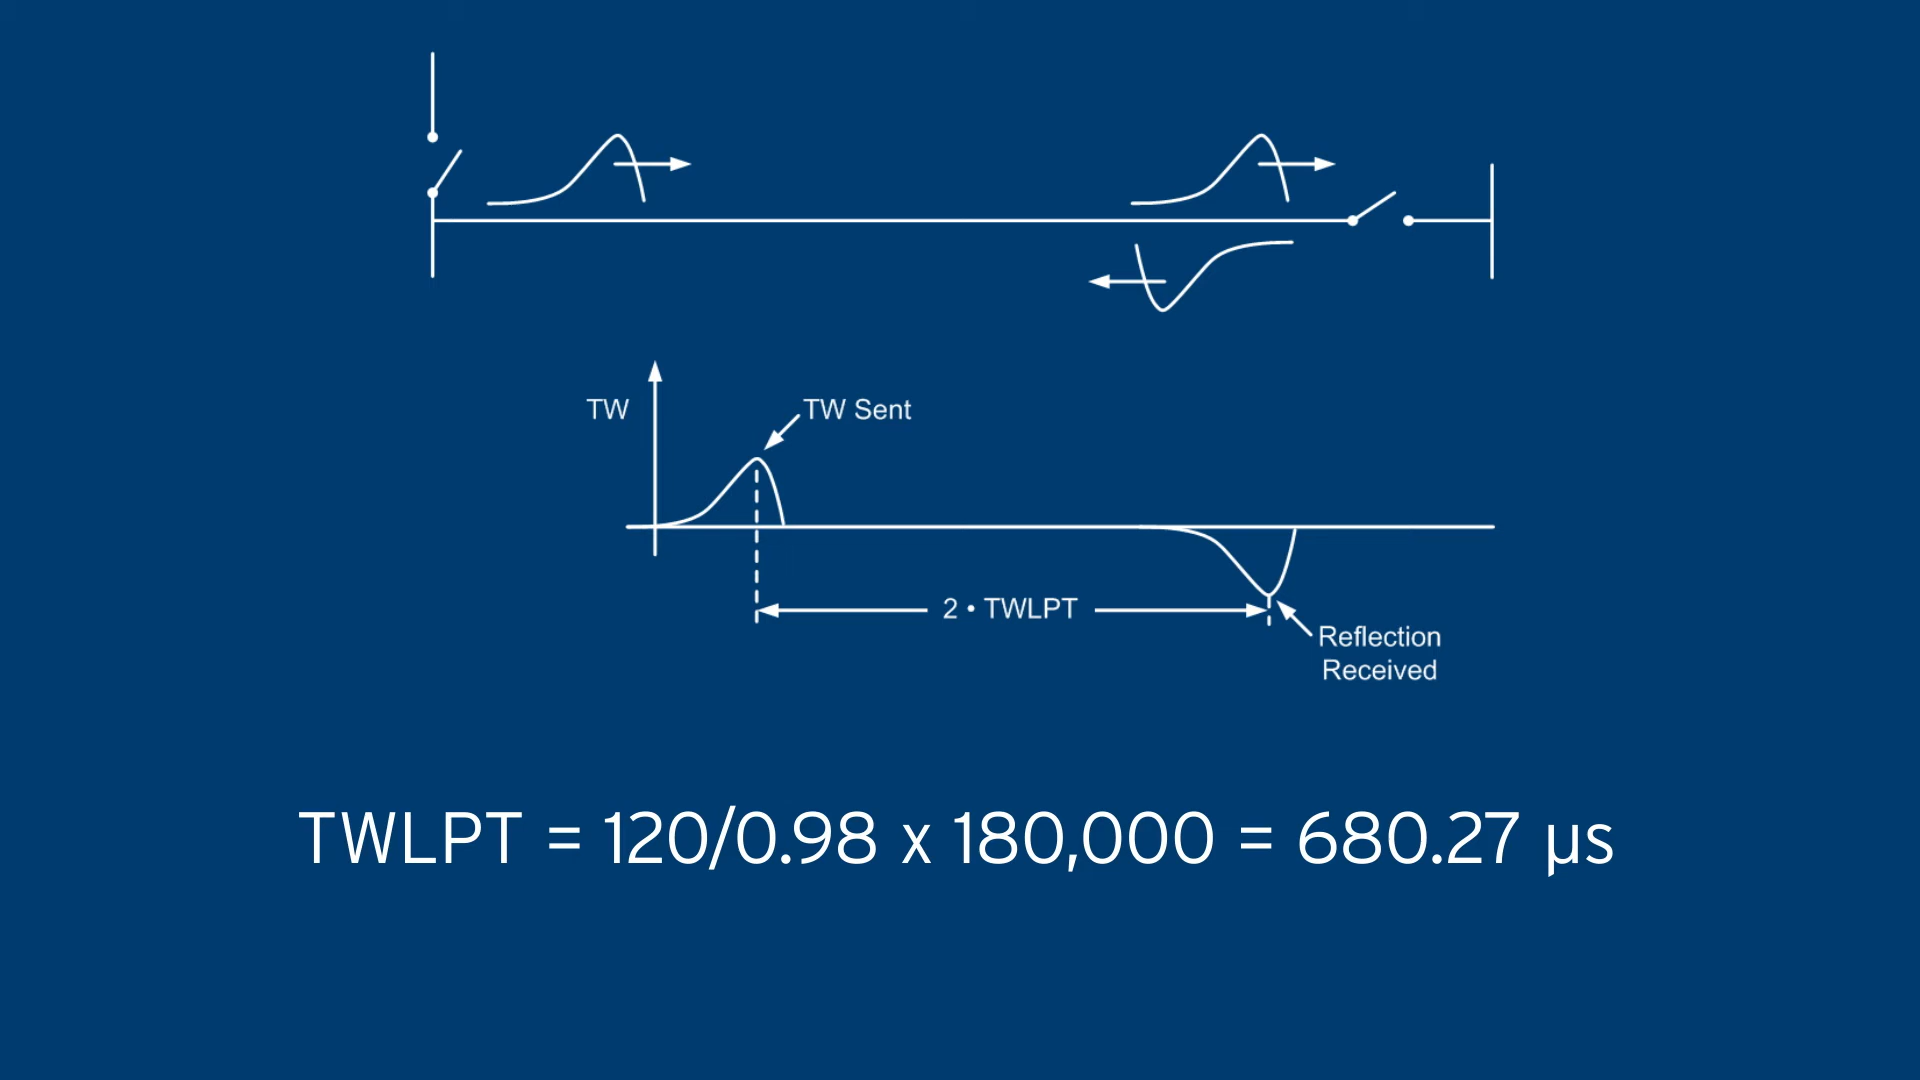 TW
TW Sent
2 • TWLPT
Reflection
Received
TWLPT = 120/0.98 x 180,000 = 680.27 µs